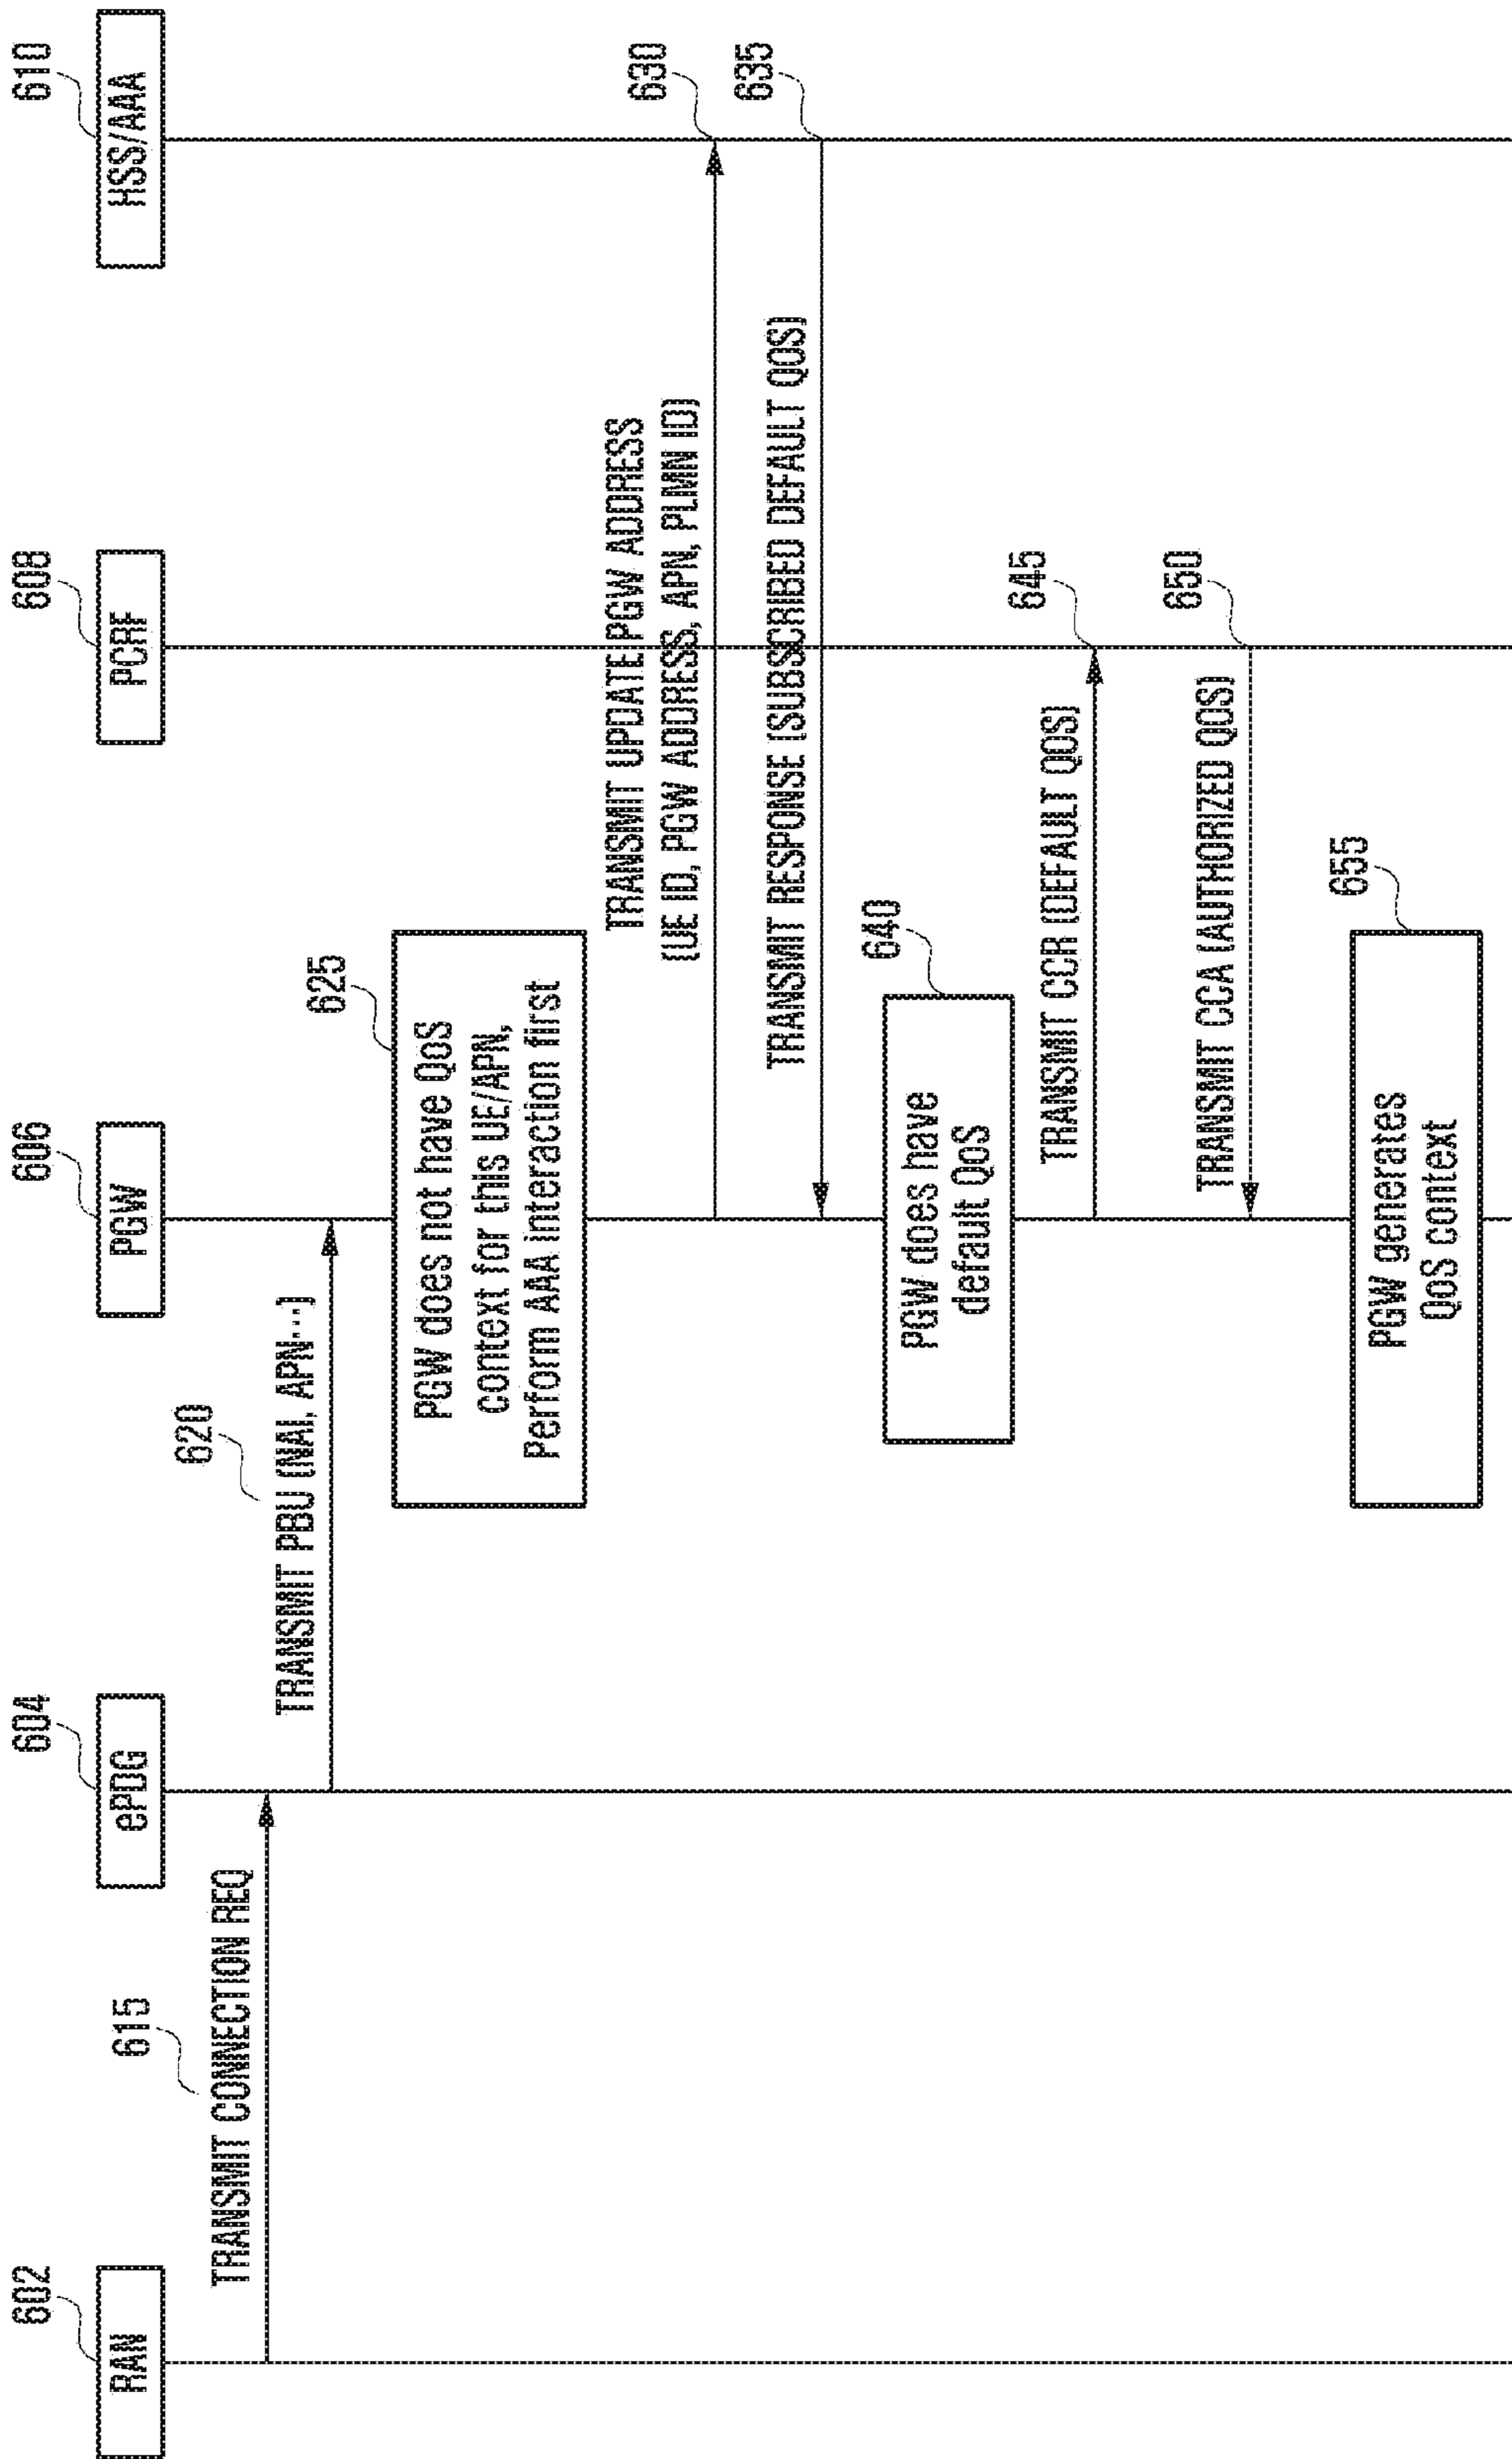 602
RAN
604
ePDG
606
PGW
608
PCRF
610
HSS/AAA
615
TRANSMIT CONNECTION REQ
620
TRANSMIT PBU (NAI, APN···)
625
PGW does not have QoS
context for this UE/APN,
Perform AAA interaction first
TRANSMIT UPDATE PGW ADDRESS
(UE ID, PGW ADDRESS, APN, PLMN ID)
630
TRANSMIT RESPONSE (SUBSCRIBED DEFAULT QOS)
635
640
PGW does have
default QoS
TRANSMIT CCR (DEFAULT QOS)
645
TRANSMIT CCA (AUTHORIZED QOS)
650
655
PGW generates
QoS context